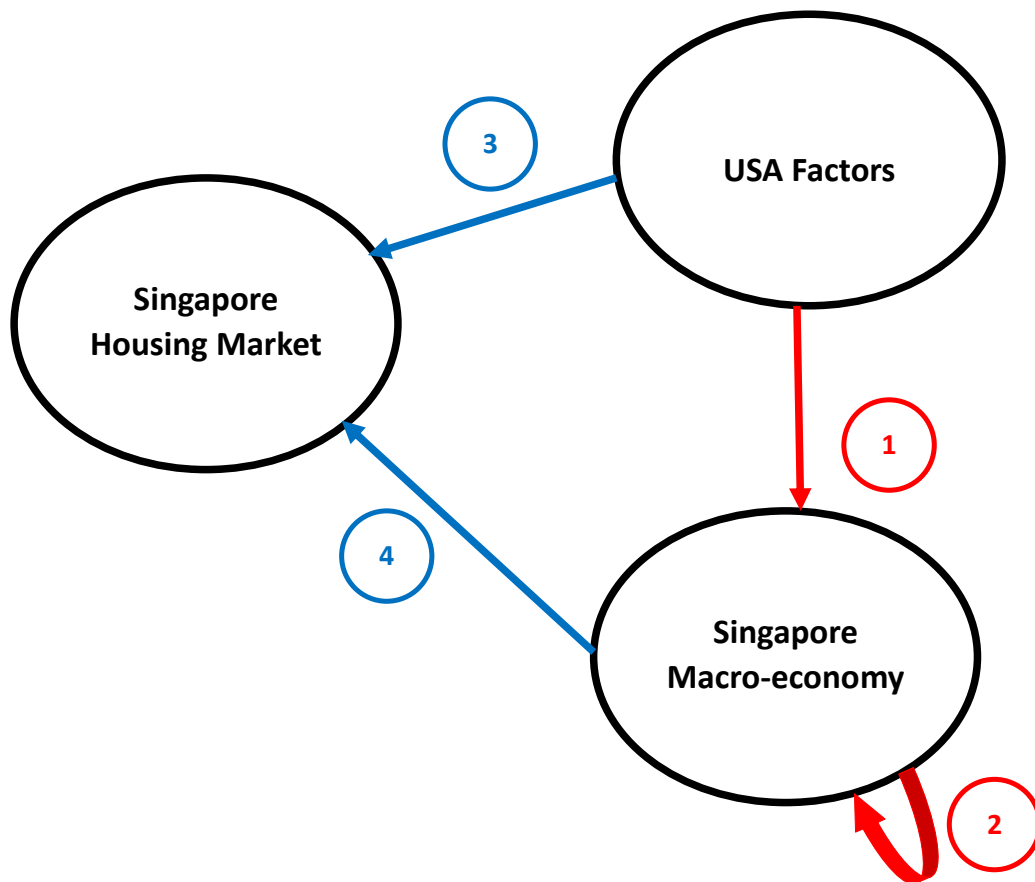 3
USA Factors
Singapore
Housing Market
1
4
Singapore
Macro-economy
2